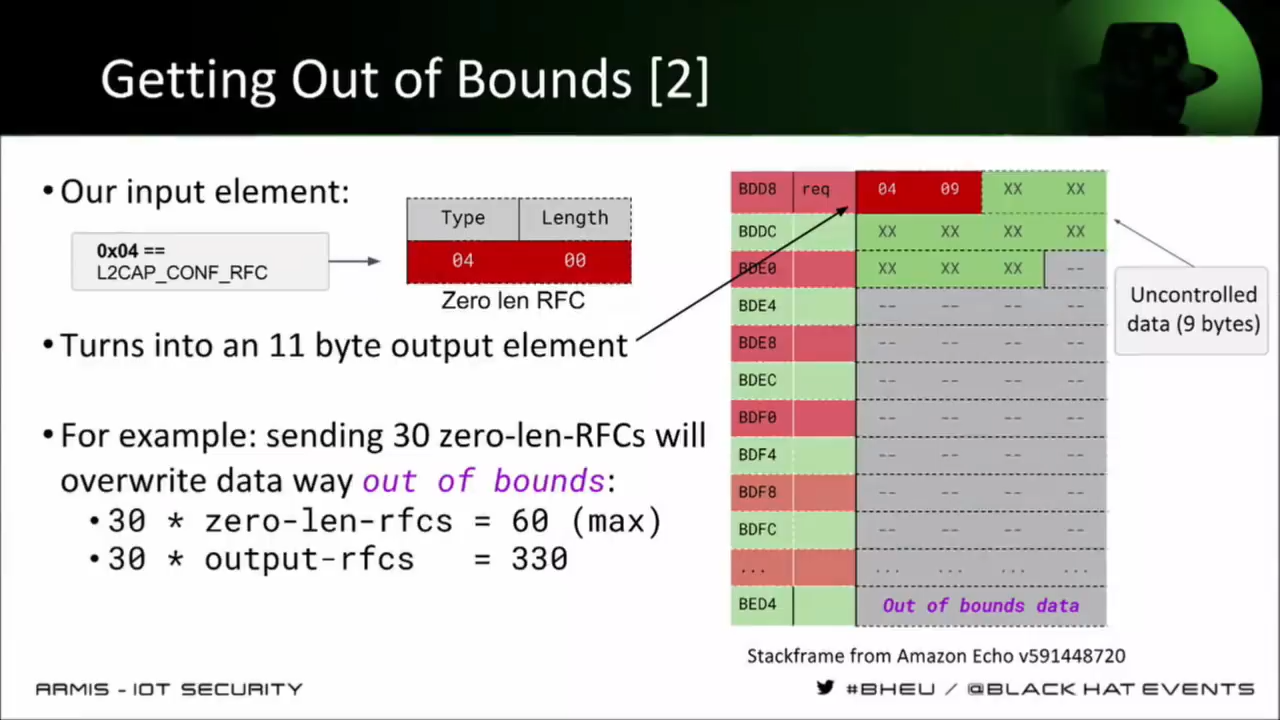 Getting Out of Bounds [2]
• Our input element:
0x04 ==
L2CAP_CONF_RFC
Type Length
04 00
Zero len RFC
• Turns into an 11 byte output element
• For example: sending 30 zero-len-RFCs will
overwrite data way out of bounds:
• 30 * zero-len-rfcs = 60 (max)
• 30 * output-rfcs = 330
BDD8 req 04 09 XX XX
BDDC XX XX XX XX
BDE0 XX XX XX --
BDE4 -- -- -- --
BDE8 -- -- -- --
BDEC -- -- -- --
BDF0 -- -- -- --
BDF4 -- -- -- --
BDF8 -- -- -- --
BDFC -- -- -- --
... ... ... ... ...
BED4 Out of bounds data
Uncontrolled
data (9 bytes)
Stackframe from Amazon Echo v591448720
ARMIS - IOT SECURITY
#BHEU / @BLACK HAT EVENTS